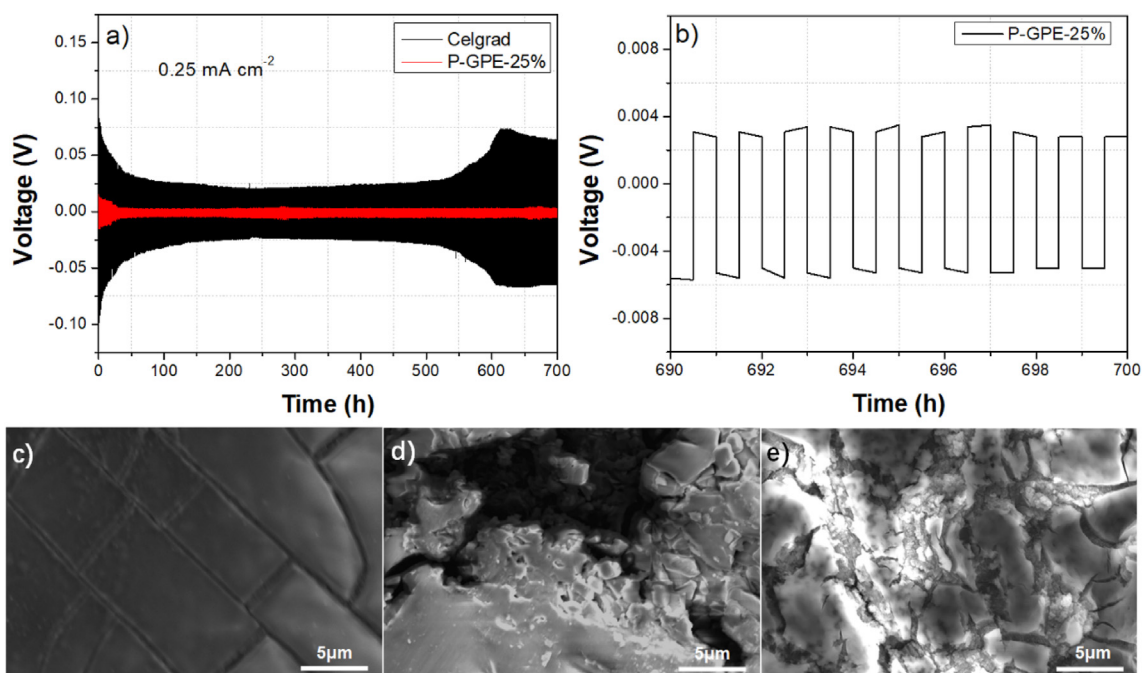 a)
0.25 mA cm⁻²
Celgrad
P-GPE-25%
0.15
0.10
0.05
0.00
-0.05
-0.10
Voltage (V)
0 100 200 300 400 500 600 700
Time (h)
b)
P-GPE-25%
0.008
0.004
0.000
-0.004
-0.008
Voltage (V)
690 692 694 696 698 700
Time (h)
c)
5μm
d)
5μm
e)
5μm